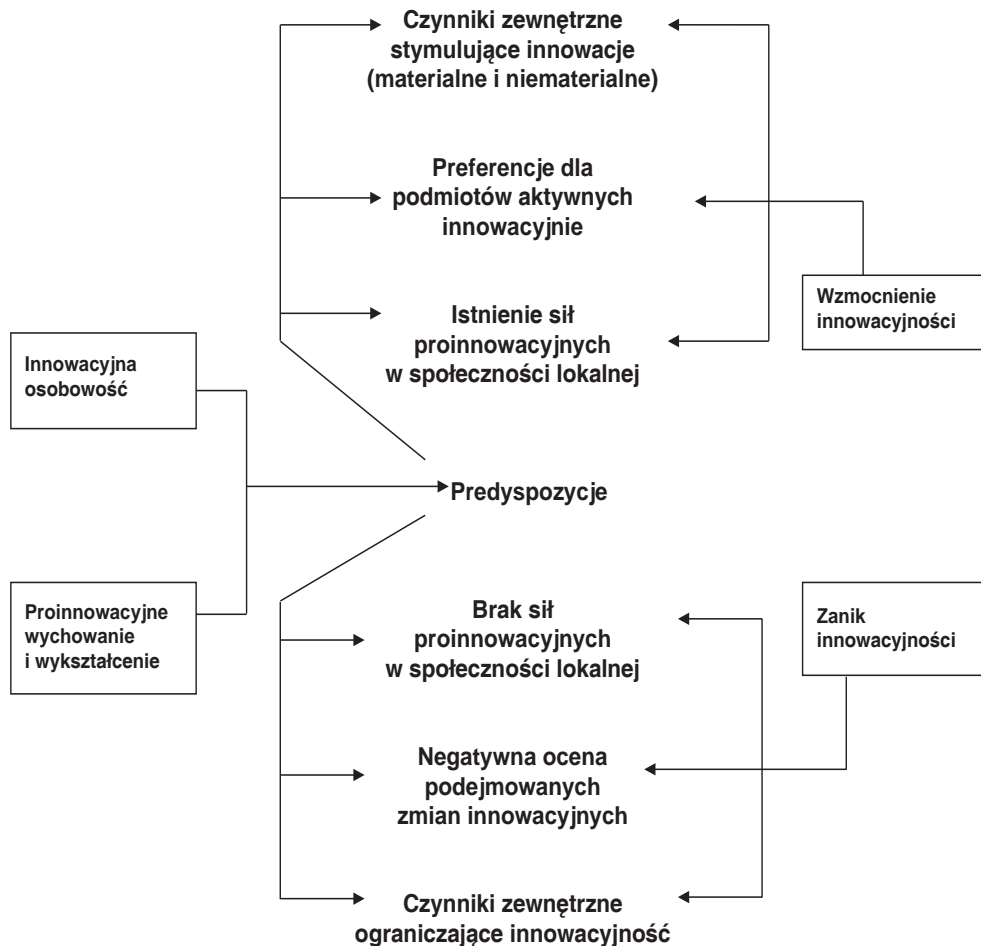 Czynniki zewnętrzne
stymulujące innowacje
(materialne i niematerialne)
Preferencje dla
podmiotów aktywnych
innowacyjnie
Wzmocnienie
innowacyjności
Istnienie sił
proinnowacyjnych
w społeczności lokalnej
Innowacyjna
osobowość
Predyspozycje
Proinnowacyjne
wychowanie
i wykształcenie
Brak sił
proinnowacyjnych
w społeczności lokalnej
Zanik
innowacyjności
Negatywna ocena
podejmowanych
zmian innowacyjnych
Czynniki zewnętrzne
ograniczające innowacyjność